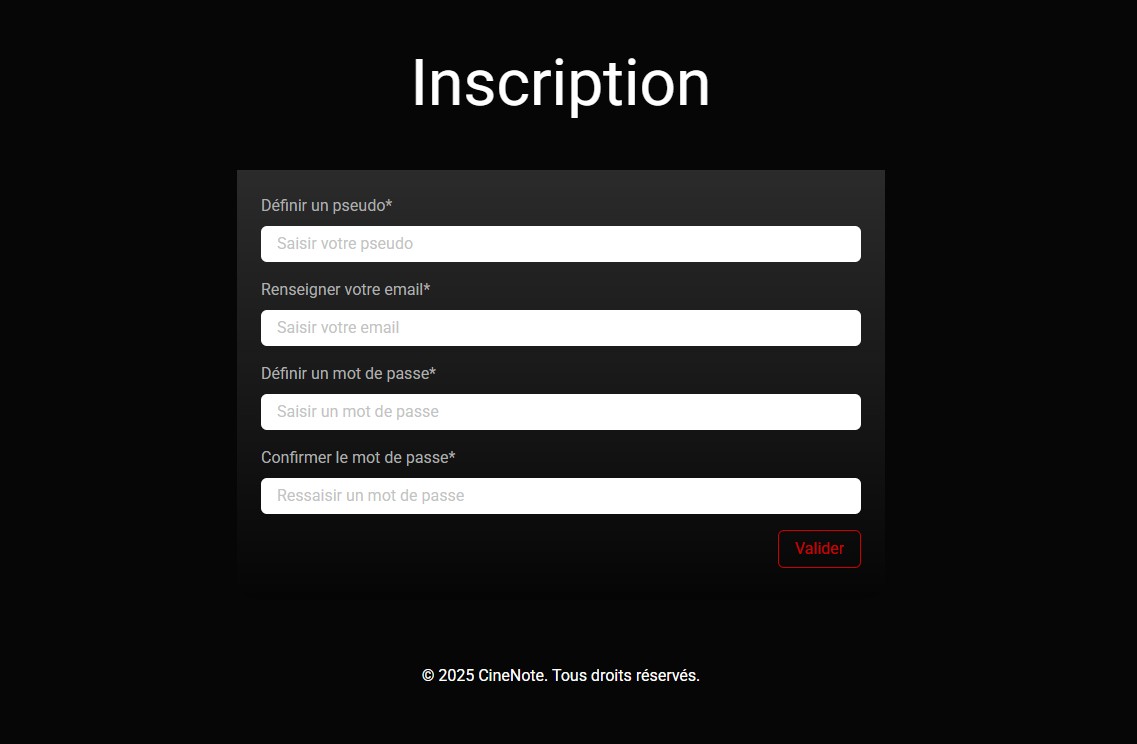 Inscription
Définir un pseudo*
Saisir votre pseudo
Renseigner votre email*
Saisir votre email
Définir un mot de passe*
Saisir un mot de passe
Confirmer le mot de passe*
Ressaisir un mot de passe
Valider
© 2025 CineNote. Tous droits réservés.